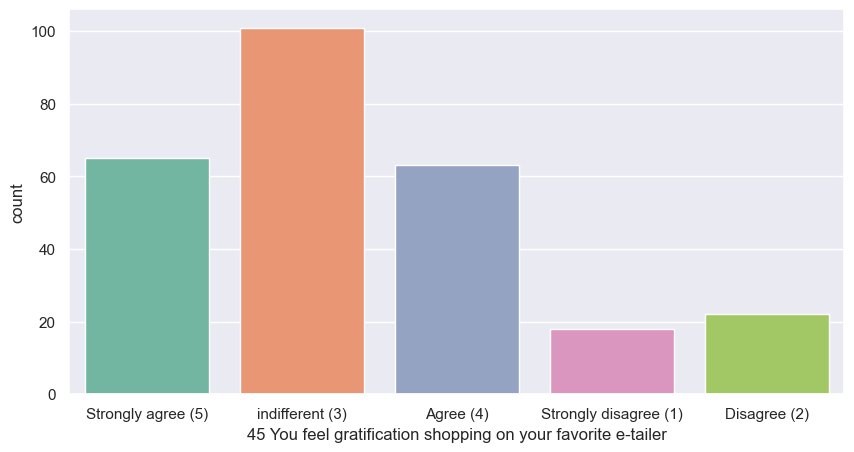 100
80
60
40
20
0
count
Strongly agree (5) indifferent (3) Agree (4) Strongly disagree (1) Disagree (2)
45 You feel gratification shopping on your favorite e-tailer